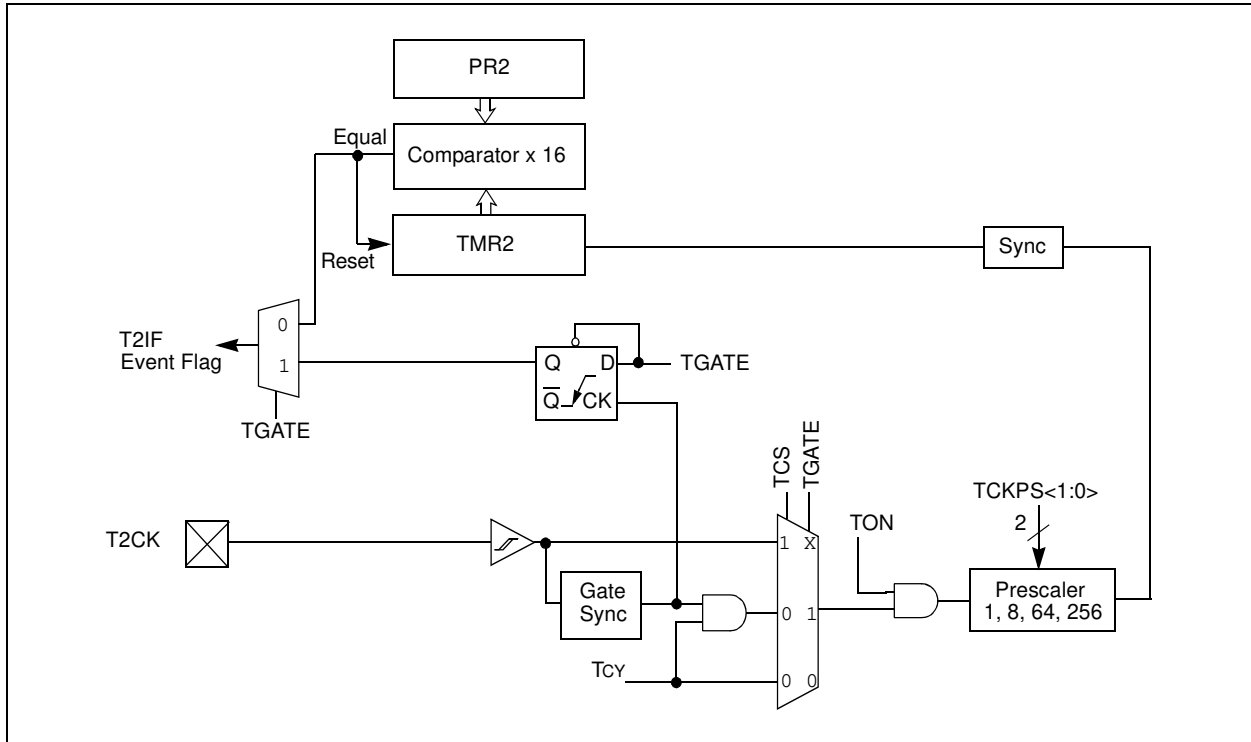 PR2
Equal
Comparator x 16
TMR2
Reset
Sync
0
T2IF
Event Flag
1
Q D
TGATE
Q̅ CK
TGATE
TCS
TGATE
TCKPS<1:0>
2
TON
T2CK
1 X
Gate
Sync
0 1
Prescaler
1, 8, 64, 256
TCY
0 0